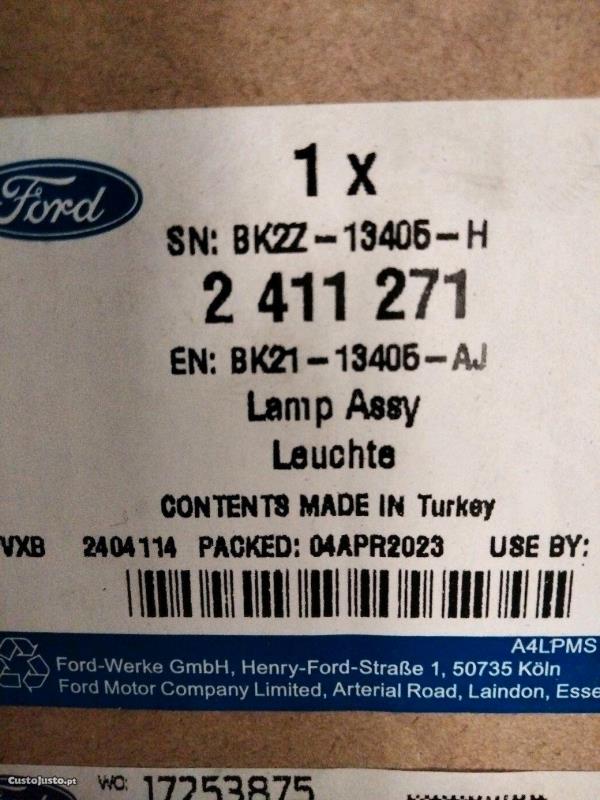 1 x
Ford
SN: BK2Z-13405-H
2 411 271
EN: BK21-13405-AJ
Lamp Assy
Leuchte
CONTENTS MADE IN Turkey
VXB 2404114 PACKED: 04APR2023 USE BY:
A4LPMS
Ford-Werke GmbH, Henry-Ford-Straße 1, 50735 Köln
Ford Motor Company Limited, Arterial Road, Laindon, Esse
WO: 17253875
CustoJusto.pt